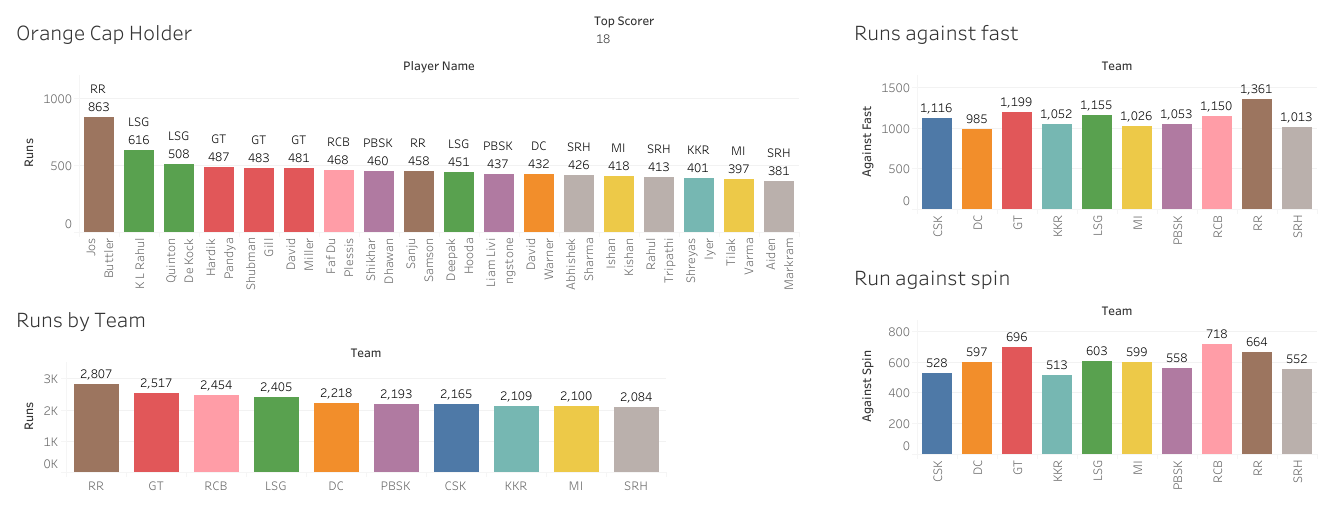 Orange Cap Holder
Top Scorer
18
Player Name
Runs
1000
500
0
RR
863
LSG
616
LSG
508
GT
487
GT
483
GT
481
RCB
468
PBSK
460
RR
458
LSG
451
PBSK
437
DC
432
SRH
426
MI
418
SRH
413
KKR
401
MI
397
SRH
381
Jos
Buttler
K L Rahul
Quinton
De Kock
Hardik
Pandya
Shubman
Gill
David
Miller
Faf Du
Plessis
Shikhar
Dhawan
Sanju
Samson
Deepak
Hooda
Liam Livi
ngstone
David
Warner
Abhishek
Sharma
Ishan
Kishan
Rahul
Tripathi
Shreyas
Iyer
Tilak
Varma
Aiden
Markram
Runs by Team
Team
Runs
3K
2K
1K
0K
2,807
2,517
2,454
2,405
2,218
2,193
2,165
2,109
2,100
2,084
RR
GT
RCB
LSG
DC
PBSK
CSK
KKR
MI
SRH
Runs against fast
Team
Against Fast
1500
1000
500
0
1,116
985
1,199
1,052
1,155
1,026
1,053
1,150
1,361
1,013
CSK
DC
GT
KKR
LSG
MI
PBSK
RCB
RR
SRH
Run against spin
Team
Against Spin
800
600
400
200
0
528
597
696
513
603
599
558
718
664
552
CSK
DC
GT
KKR
LSG
MI
PBSK
RCB
RR
SRH